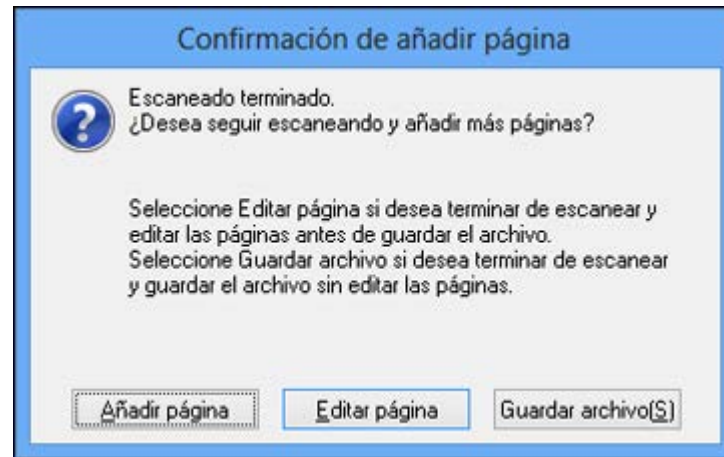 Confirmación de añadir página
Escaneado terminado.
¿Desea seguir escaneando y añadir más páginas?
Seleccione Editar página si desea terminar de escanear y
editar las páginas antes de guardar el archivo.
Seleccione Guardar archivo si desea terminar de escanear
y guardar el archivo sin editar las páginas.
Añadir página
Editar página
Guardar archivo(S)